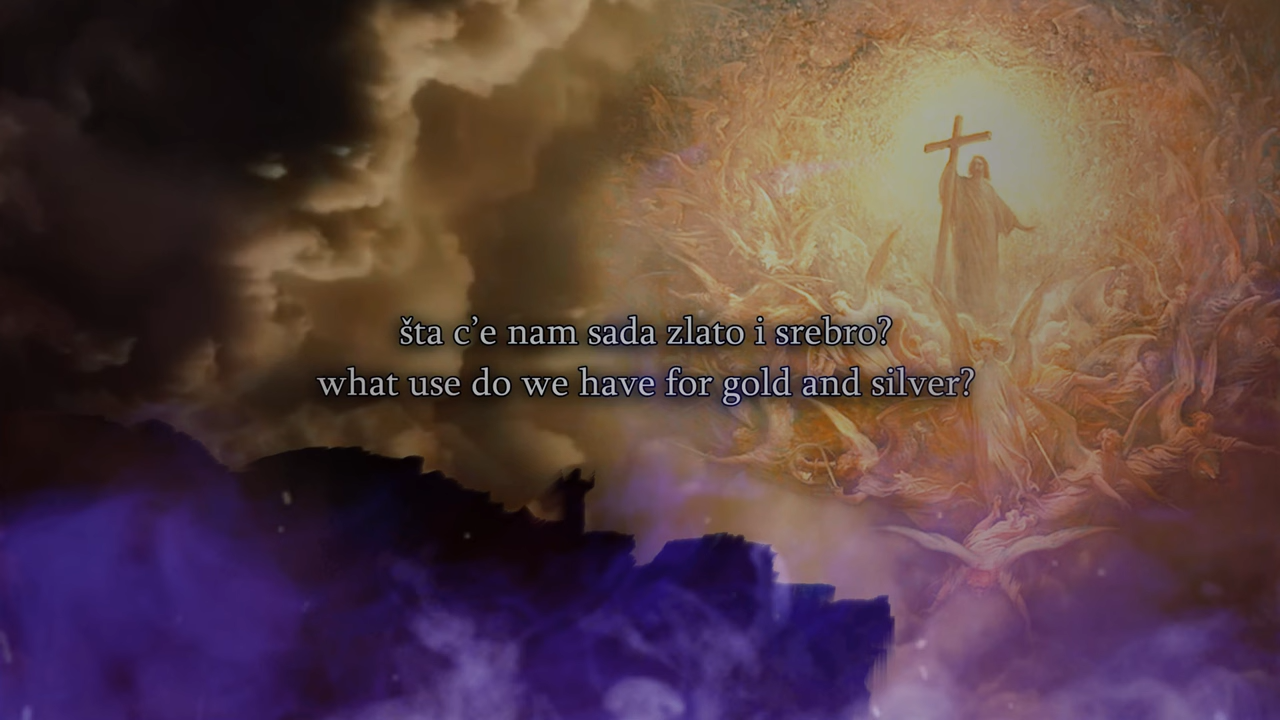 šta c’e nam sada zlato i srebro?
what use do we have for gold and silver?